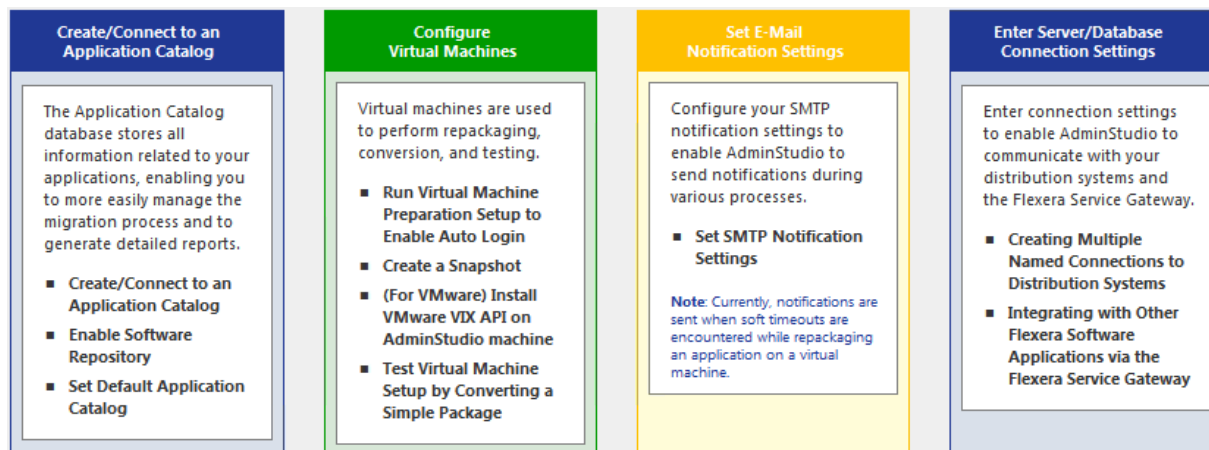 Create/Connect to an
Application Catalog
The Application Catalog
database stores all
information related to your
applications, enabling you
to more easily manage the
migration process and to
generate detailed reports.
▪ Create/Connect to an
Application Catalog
▪ Enable Software
Repository
▪ Set Default Application
Catalog
Configure
Virtual Machines
Virtual machines are used
to perform repackaging,
conversion, and testing.
▪ Run Virtual Machine
Preparation Setup to
Enable Auto Login
▪ Create a Snapshot
▪ (For VMware) Install
VMware VIX API on
AdminStudio machine
▪ Test Virtual Machine
Setup by Converting a
Simple Package
Set E-Mail
Notification Settings
Configure your SMTP
notification settings to
enable AdminStudio to
send notifications during
various processes.
▪ Set SMTP Notification
Settings
Note: Currently, notifications are
sent when soft timeouts are
encountered while repackaging
an application on a virtual
machine.
Enter Server/Database
Connection Settings
Enter connection settings
to enable AdminStudio to
communicate with your
distribution systems and
the Flexera Service Gateway.
▪ Creating Multiple
Named Connections to
Distribution Systems
▪ Integrating with Other
Flexera Software
Applications via the
Flexera Service Gateway